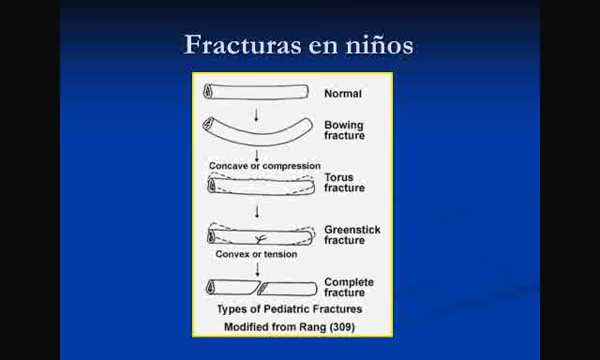 Fracturas en niños
Normal
Bowing
fracture
Concave or compression
Torus
fracture
Greenstick
fracture
Convex or tension
Complete
fracture
Types of Pediatric Fractures
Modified from Rang (309)